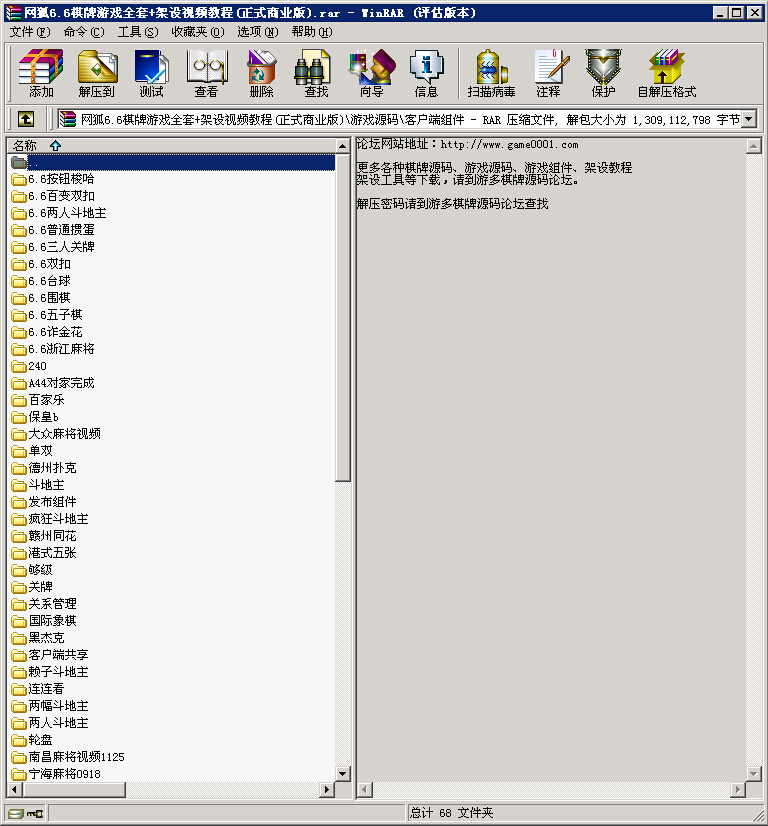 网狐6.6棋牌游戏全套+架设视频教程(正式商业版).rar - WinRAR (评估版本)
文件(F) 命令(C) 工具(S) 收藏夹(O) 选项(N) 帮助(H)
添加 解压到 测试 查看 删除 查找 向导 信息 扫描病毒 注释 保护 自解压格式
网狐6.6棋牌游戏全套+架设视频教程(正式商业版)\游戏源码\客户端组件 - RAR 压缩文件, 解包大小为 1,309,112,798 字节
名称
..
6.6按钮梭哈
6.6百变双扣
6.6两人斗地主
6.6普通掼蛋
6.6三人关牌
6.6双扣
6.6台球
6.6围棋
6.6五子棋
6.6诈金花
6.6浙江麻将
240
A44对家完成
百家乐
保皇b
大众麻将视频
单双
德州扑克
斗地主
发布组件
疯狂斗地主
赣州同花
港式五张
够级
关牌
关系管理
国际象棋
黑杰克
客户端共享
赖子斗地主
连连看
两幅斗地主
两人斗地主
轮盘
南昌麻将视频1125
宁海麻将0918
论坛网站地址：http://www.game0001.com
更多各种棋牌源码、游戏源码、游戏组件、架设教程
架设工具等下载，请到游多棋牌源码论坛。
解压密码请到游多棋牌源码论坛查找
总计 68 文件夹